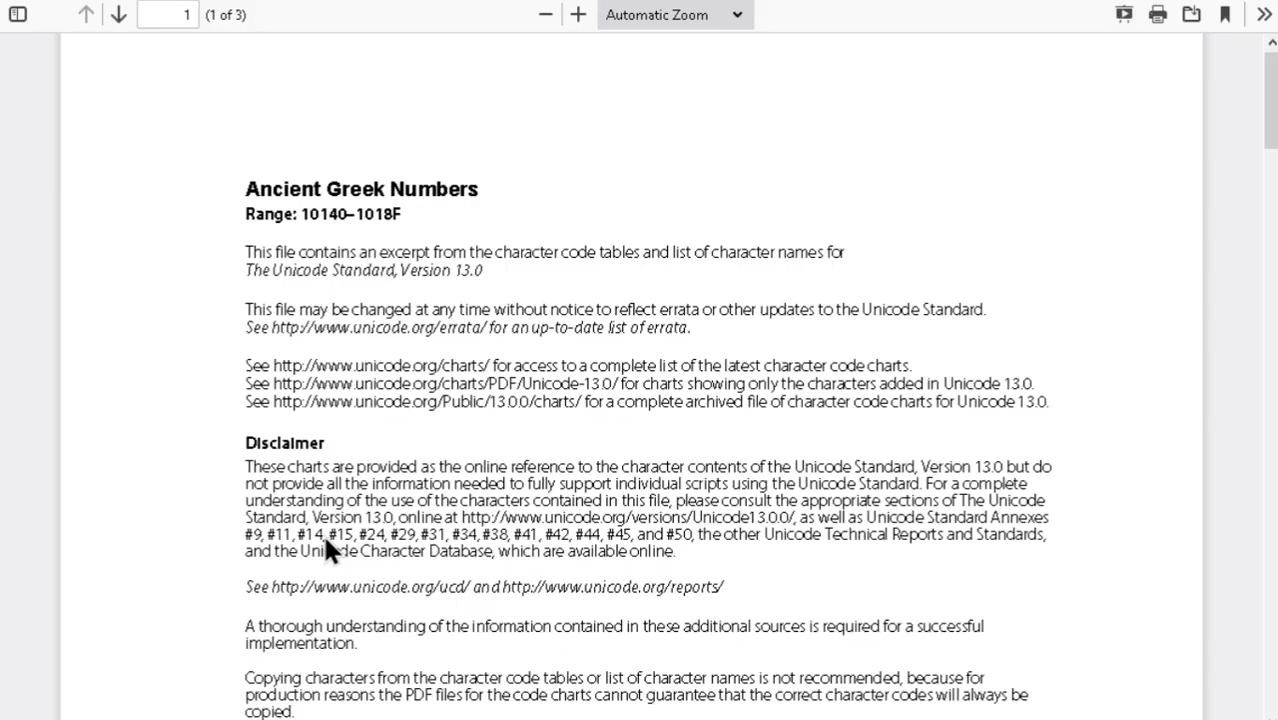 1 (1 of 3) Automatic Zoom
Ancient Greek Numbers
Range: 10140–1018F
This file contains an excerpt from the character code tables and list of character names for
The Unicode Standard, Version 13.0
This file may be changed at any time without notice to reflect errata or other updates to the Unicode Standard.
See http://www.unicode.org/errata/ for an up-to-date list of errata.
See http://www.unicode.org/charts/ for access to a complete list of the latest character code charts.
See http://www.unicode.org/charts/PDF/Unicode-13.0/ for charts showing only the characters added in Unicode 13.0.
See http://www.unicode.org/Public/13.0.0/charts/ for a complete archived file of character code charts for Unicode 13.0.
Disclaimer
These charts are provided as the online reference to the character contents of the Unicode Standard, Version 13.0 but do
not provide all the information needed to fully support individual scripts using the Unicode Standard. For a complete
understanding of the use of the characters contained in this file, please consult the appropriate sections of The Unicode
Standard, Version 13.0, online at http://www.unicode.org/versions/Unicode13.0.0/, as well as Unicode Standard Annexes
#9, #11, #14, #15, #24, #29, #31, #34, #38, #41, #42, #44, #45, and #50, the other Unicode Technical Reports and Standards,
and the Unicode Character Database, which are available online.
See http://www.unicode.org/ucd/ and http://www.unicode.org/reports/
A thorough understanding of the information contained in these additional sources is required for a successful
implementation.
Copying characters from the character code tables or list of character names is not recommended, because for
production reasons the PDF files for the code charts cannot guarantee that the correct character codes will always be
copied.